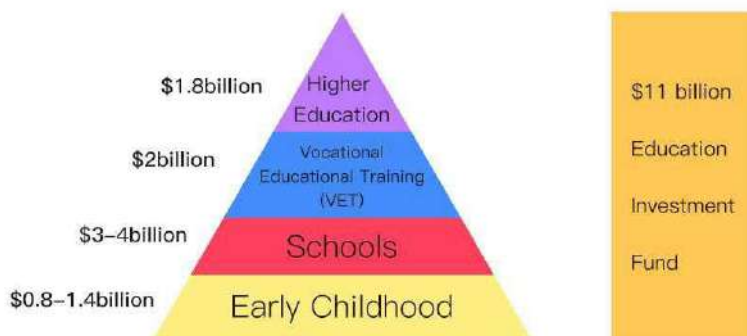 $1.8billion
Higher
Education
$2billion
Vocational
Educational Training
(VET)
$3–4billion
Schools
$0.8–1.4billion
Early Childhood
$11 billion
Education
Investment
Fund